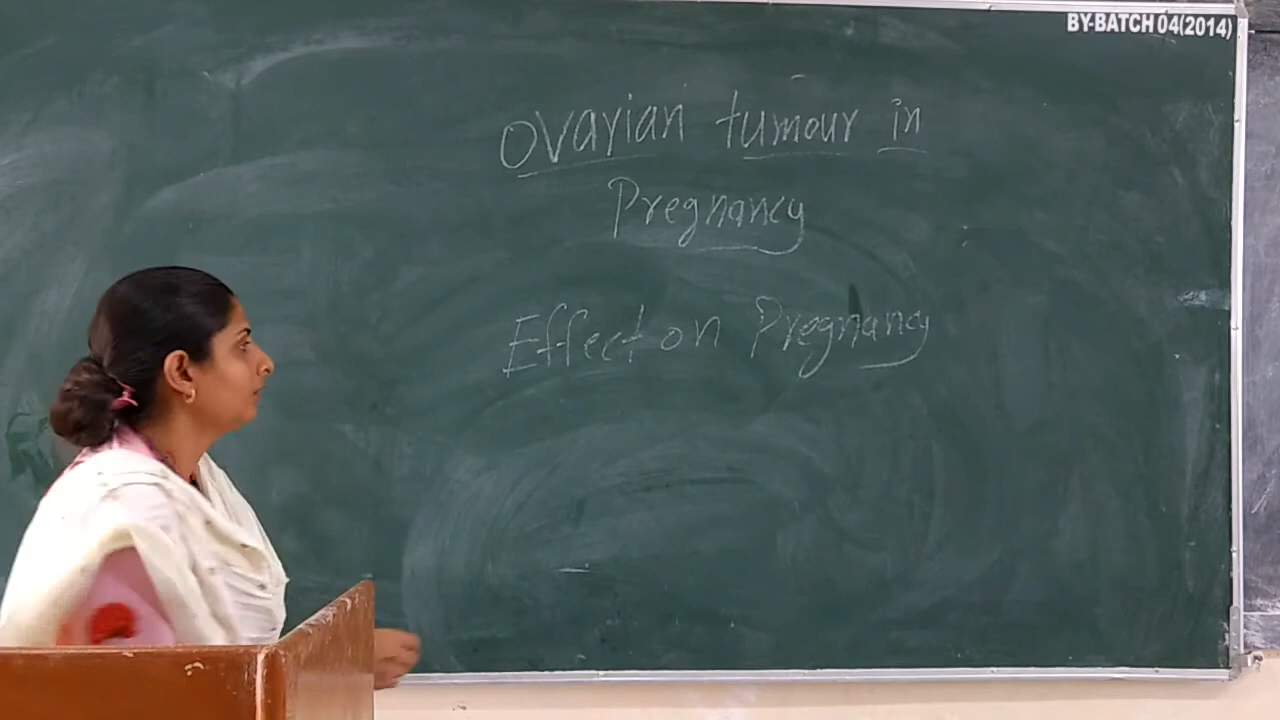 BY-BATCH 04(2014)
Ovarian tumour in
Pregnancy
Effect on Pregnancy